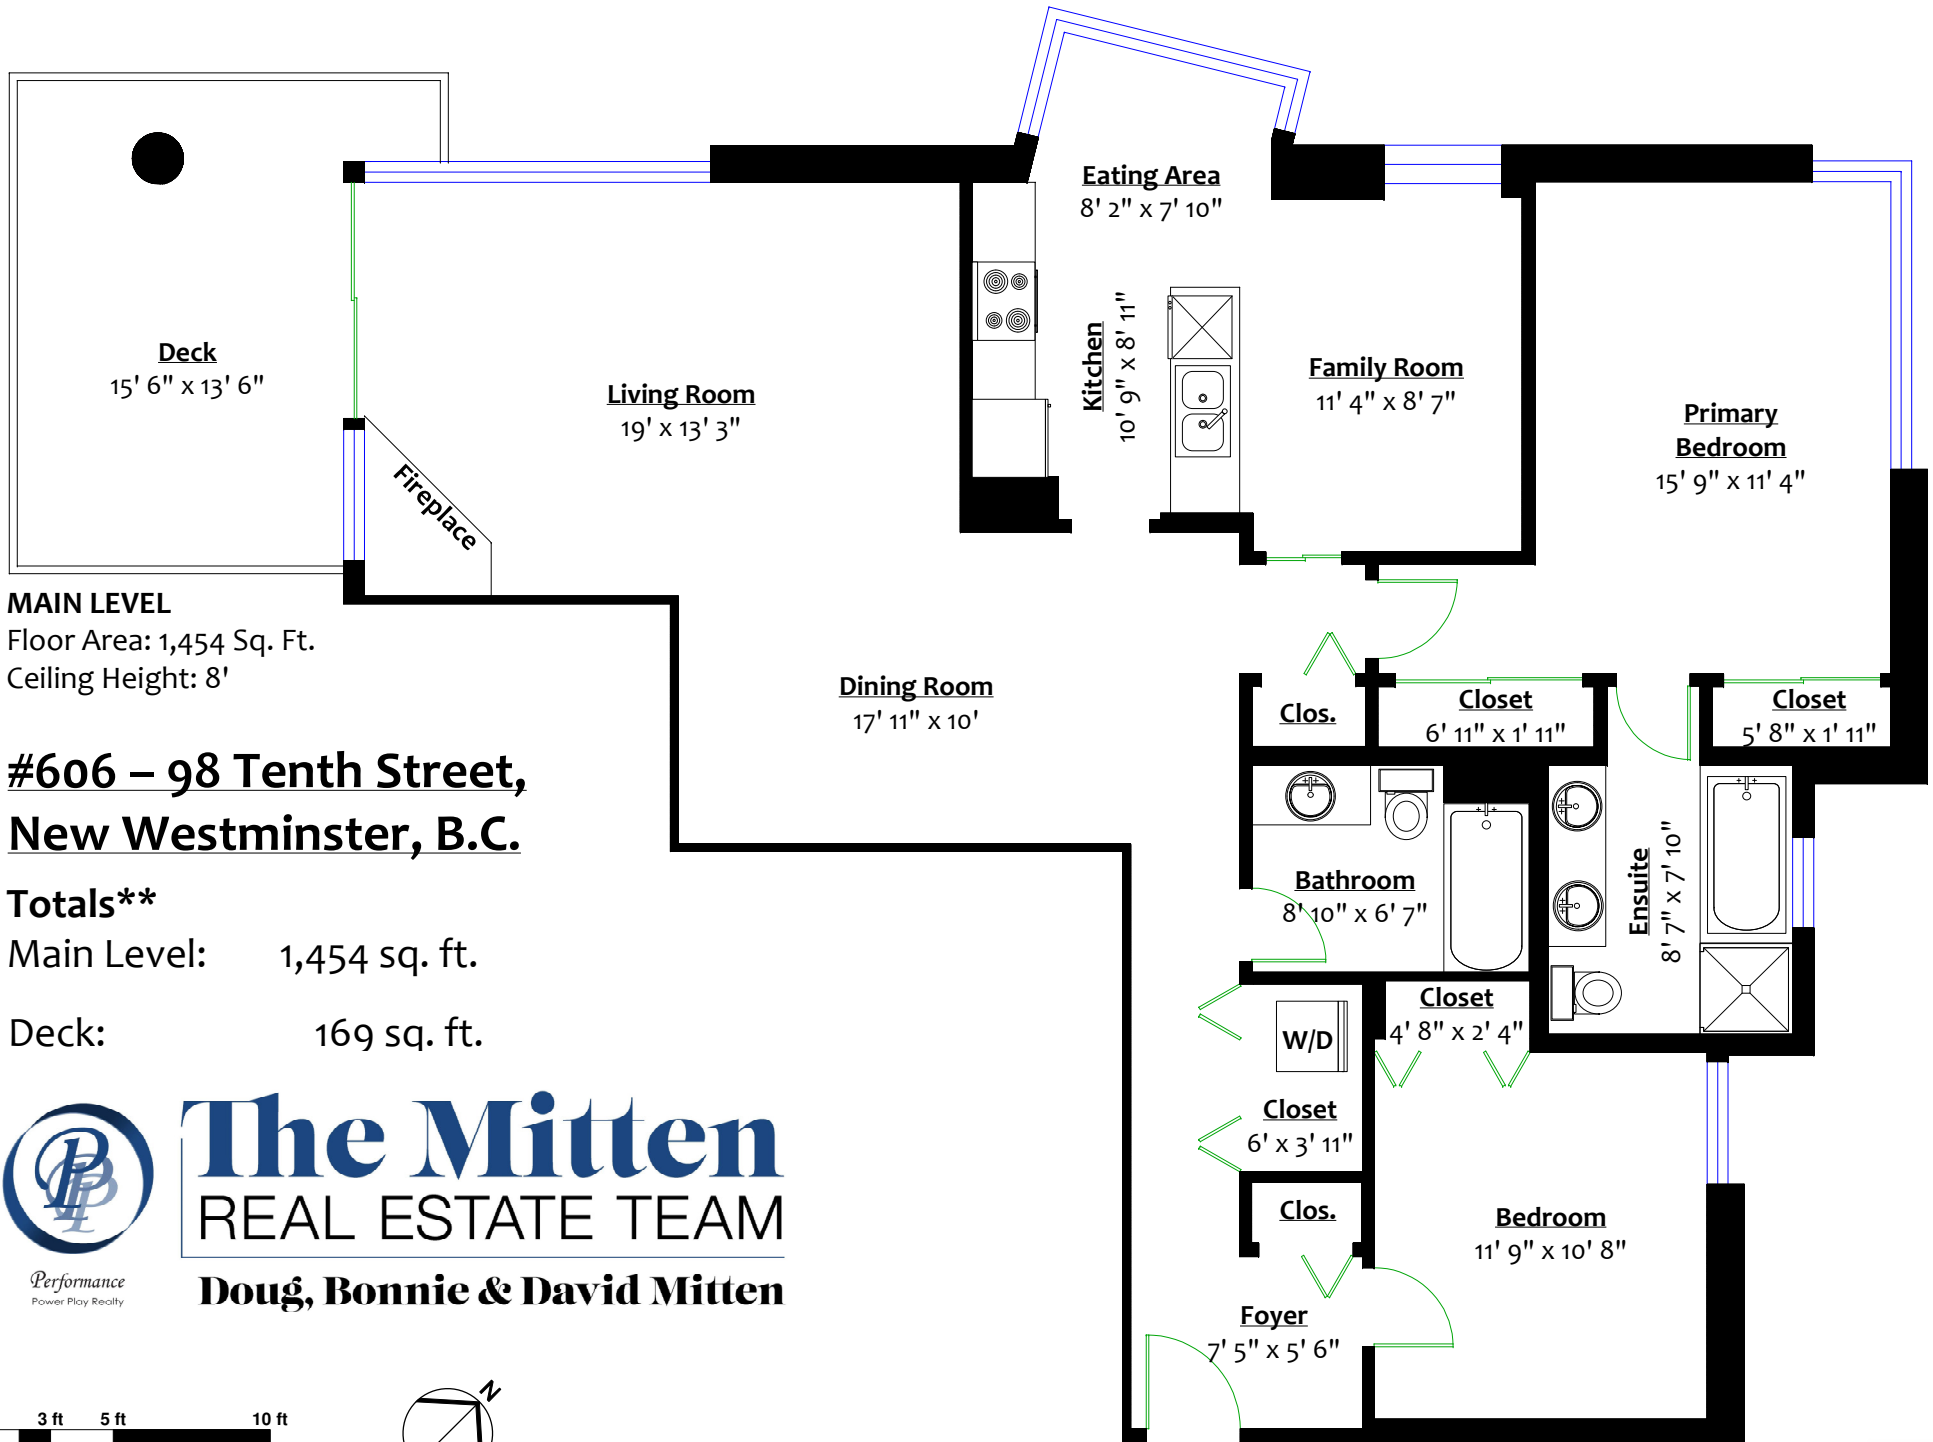 Eating Area
8' 2" x 7' 10"
Deck
15' 6" x 13' 6"
Living Room
19' x 13' 3"
Fireplace
Kitchen
10' 9" x 8' 11"
Family Room
11' 4" x 8' 7"
Primary
Bedroom
15' 9" x 11' 4"
MAIN LEVEL
Floor Area: 1,454 Sq. Ft.
Ceiling Height: 8'
Dining Room
17' 11" x 10'
Clos.
Closet
6' 11" x 1' 11"
Closet
5' 8" x 1' 11"
#606 – 98 Tenth Street,
New Westminster, B.C.
Totals**
Main Level: 1,454 sq. ft.
Deck: 169 sq. ft.
Bathroom
8' 10" x 6' 7"
Ensuite
8' 7" x 7' 10"
Closet
4' 8" x 2' 4"
W/D
Closet
6' x 3' 11"
Clos.
Bedroom
11' 9" x 10' 8"
Foyer
7' 5" x 5' 6"
PPP
Performance
Power Play Realty
The Mitten
REAL ESTATE TEAM
Doug, Bonnie & David Mitten
3 ft 5 ft 10 ft
N